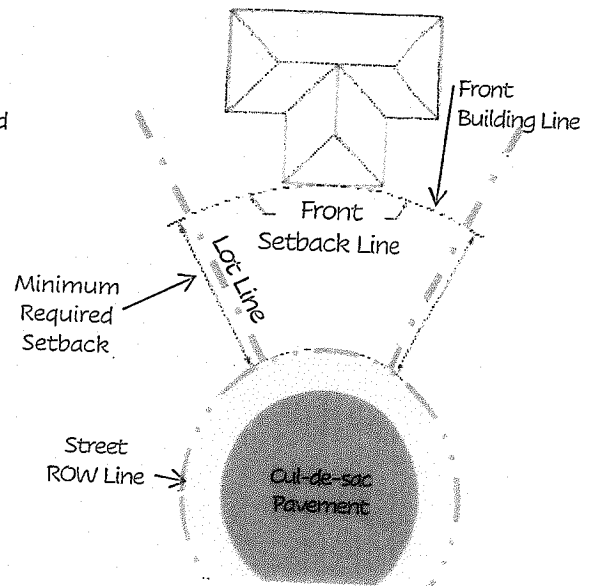 Front
Building Line
d
Front
Setback Line
Lot Line
Minimum
Required
Setback
Street
ROW Line
Cul-de-sac
Pavement